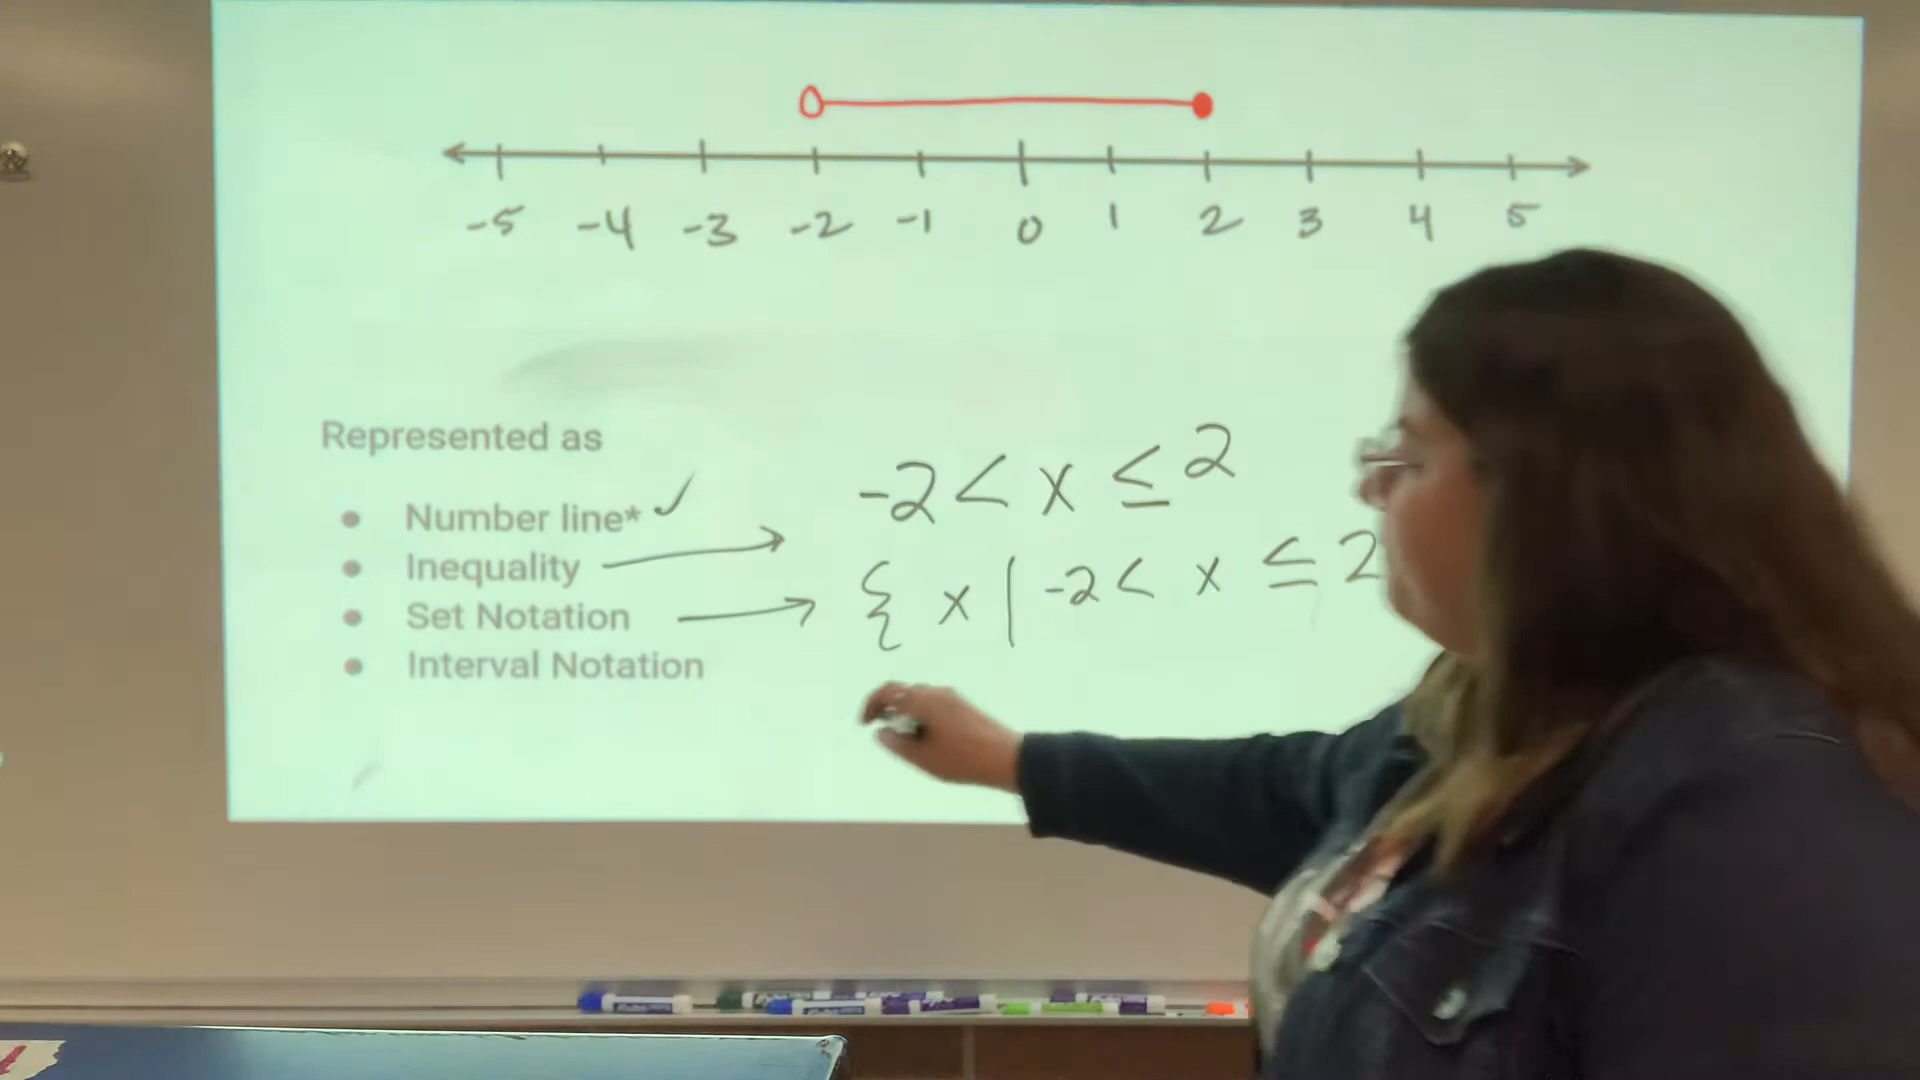 -5 -4 -3 -2 -1 0 1 2 3 4 5
Represented as
• Number line* ✓
• Inequality → -2 < x ≤ 2
• Set Notation → { x | -2 < x ≤ 2
• Interval Notation